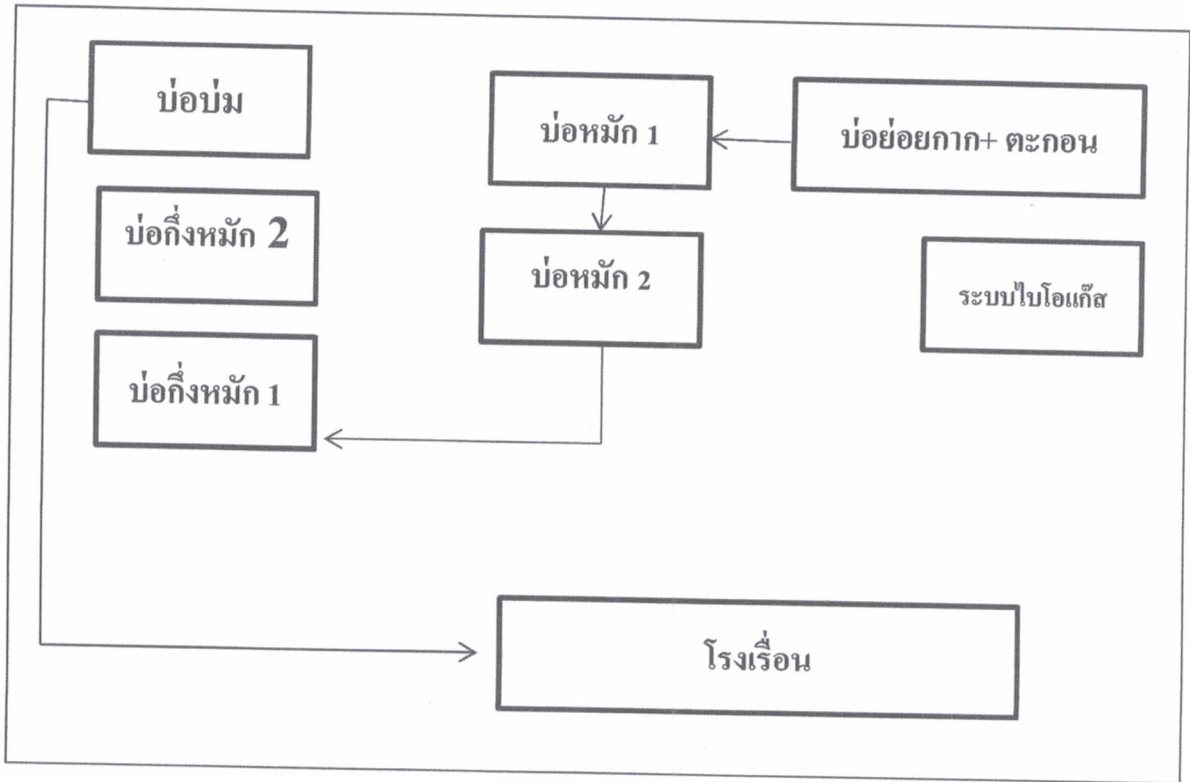 บ่อบ่ม
บ่อหมัก 1
บ่อย่อยกาก+ ตะกอน
บ่อกึ่งหมัก 2
บ่อหมัก 2
ระบบไบโอแก๊ส
บ่อกึ่งหมัก 1
โรงเรื่อน